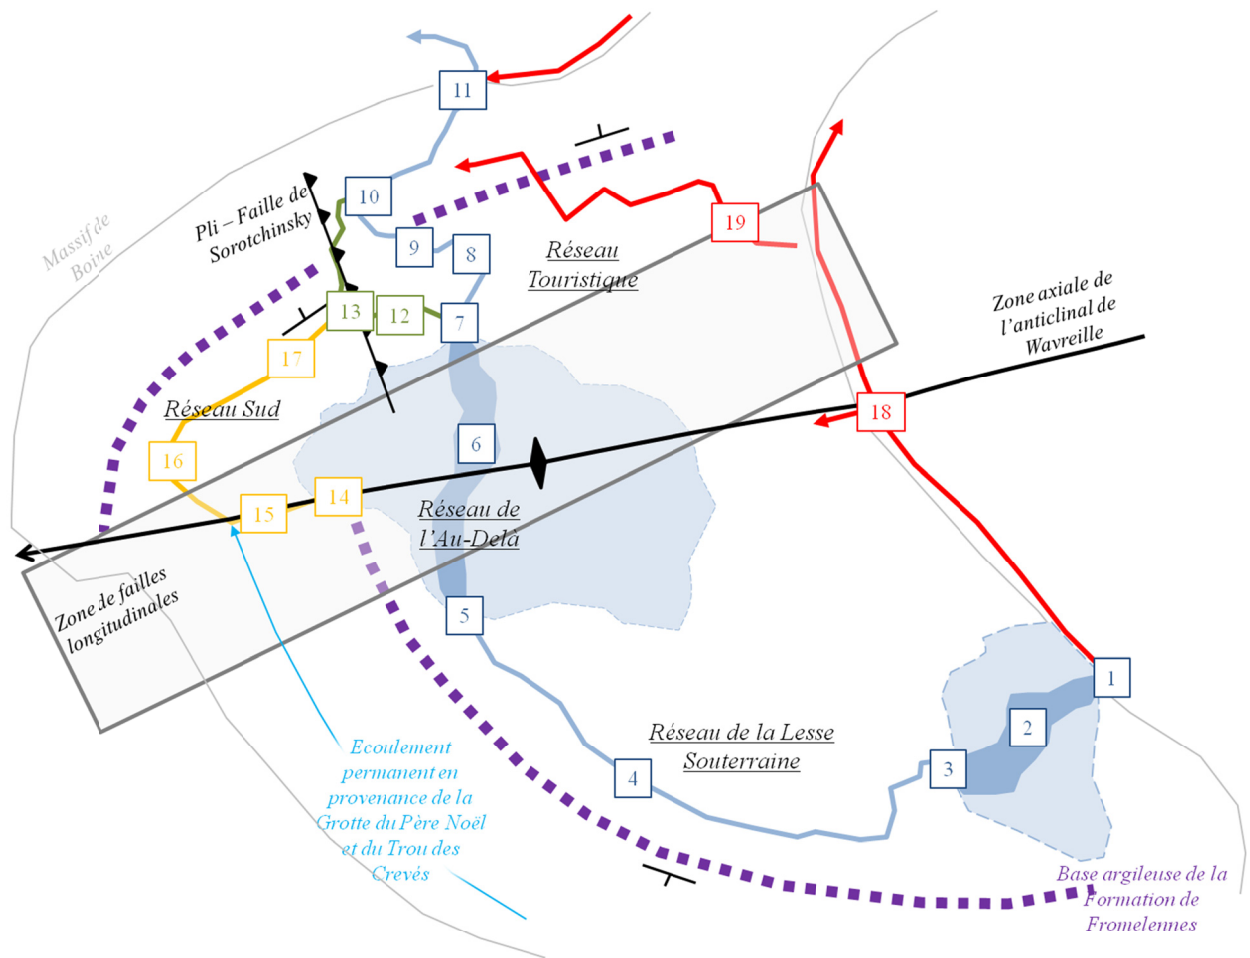 11
Pli – Faille de
Sorotchinsky
10
19
Massif de
Boine
9
8
Réseau
Touristique
Zone axiale de
l'anticlinal de
Wavreille
13
12
7
17
Réseau Sud
18
6
16
14
15
Réseau de
l'Au-Delà
Zone de failles
longitudinales
5
1
Réseau de la Lesse
Souterraine
2
3
4
Ecoulement
permanent en
provenance de la
Grotte du Père Noël
et du Trou des
Crevés
Base argileuse de la
Formation de
Fromelennes